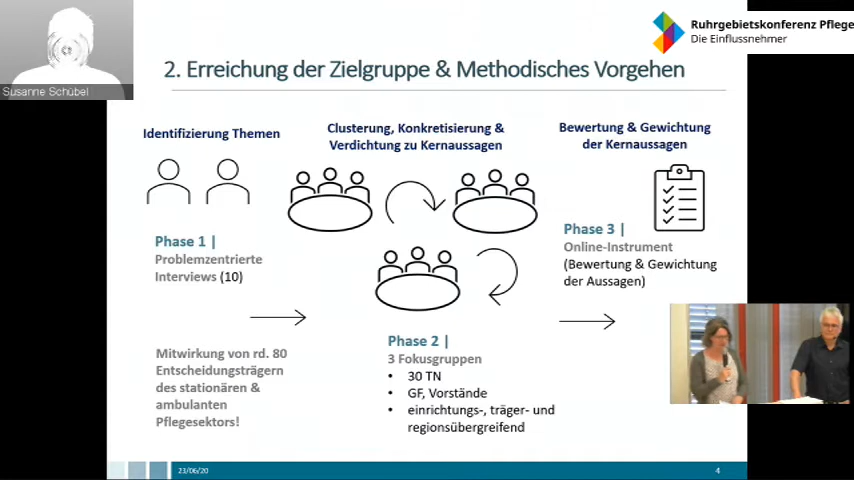 Ruhrgebietskonferenz Pflege
Die Einflussnehmer
Susanne Schübel
2. Erreichung der Zielgruppe & Methodisches Vorgehen
Identifizierung Themen
Clusterung, Konkretisierung &
Verdichtung zu Kernaussagen
Bewertung & Gewichtung
der Kernaussagen
Phase 1 |
Problemzentrierte
Interviews (10)
Mitwirkung von rd. 80
Entscheidungsträgern
des stationären &
ambulanten
Pflegesektors!
Phase 2 |
3 Fokusgruppen
• 30 TN
• GF, Vorstände
• einrichtungs-, träger- und
regionsübergreifend
Phase 3 |
Online-Instrument
(Bewertung & Gewichtung
der Aussagen)
23/06/20
4